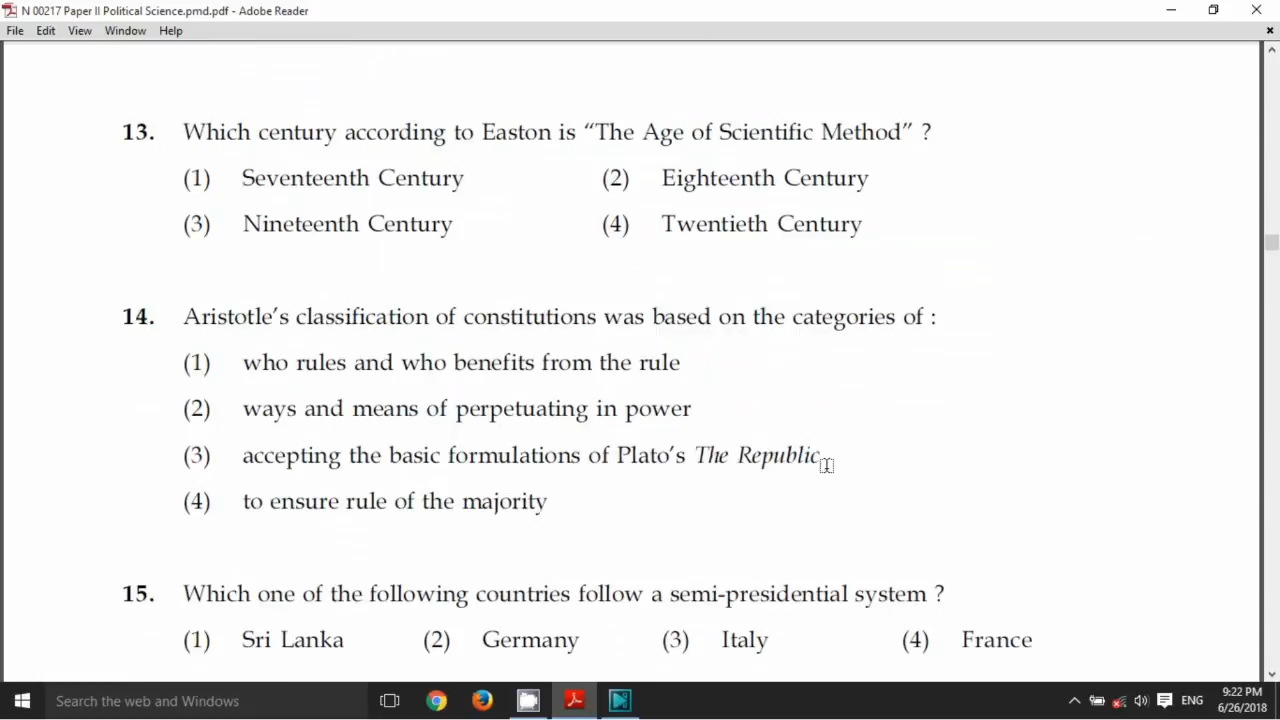 N 00217 Paper II Political Science.pmd.pdf - Adobe Reader
File Edit View Window Help
13. Which century according to Easton is “The Age of Scientific Method” ?
(1) Seventeenth Century (2) Eighteenth Century
(3) Nineteenth Century (4) Twentieth Century
14. Aristotle’s classification of constitutions was based on the categories of :
(1) who rules and who benefits from the rule
(2) ways and means of perpetuating in power
(3) accepting the basic formulations of Plato’s The Republic
(4) to ensure rule of the majority
15. Which one of the following countries follow a semi-presidential system ?
(1) Sri Lanka (2) Germany (3) Italy (4) France
Search the web and Windows
ENG
9:22 PM
6/26/2018